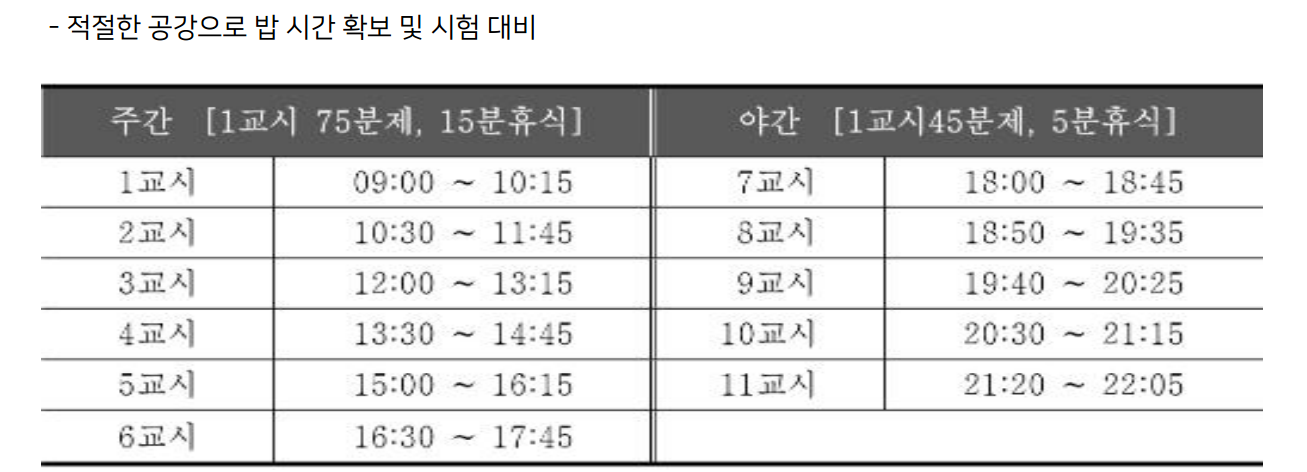 - 적절한 공강으로 밥 시간 확보 및 시험 대비
주간 [1교시 75분제, 15분휴식] 야간 [1교시45분제, 5분휴식]
1교시 09:00 ~ 10:15 7교시 18:00 ~ 18:45
2교시 10:30 ~ 11:45 8교시 18:50 ~ 19:35
3교시 12:00 ~ 13:15 9교시 19:40 ~ 20:25
4교시 13:30 ~ 14:45 10교시 20:30 ~ 21:15
5교시 15:00 ~ 16:15 11교시 21:20 ~ 22:05
6교시 16:30 ~ 17:45